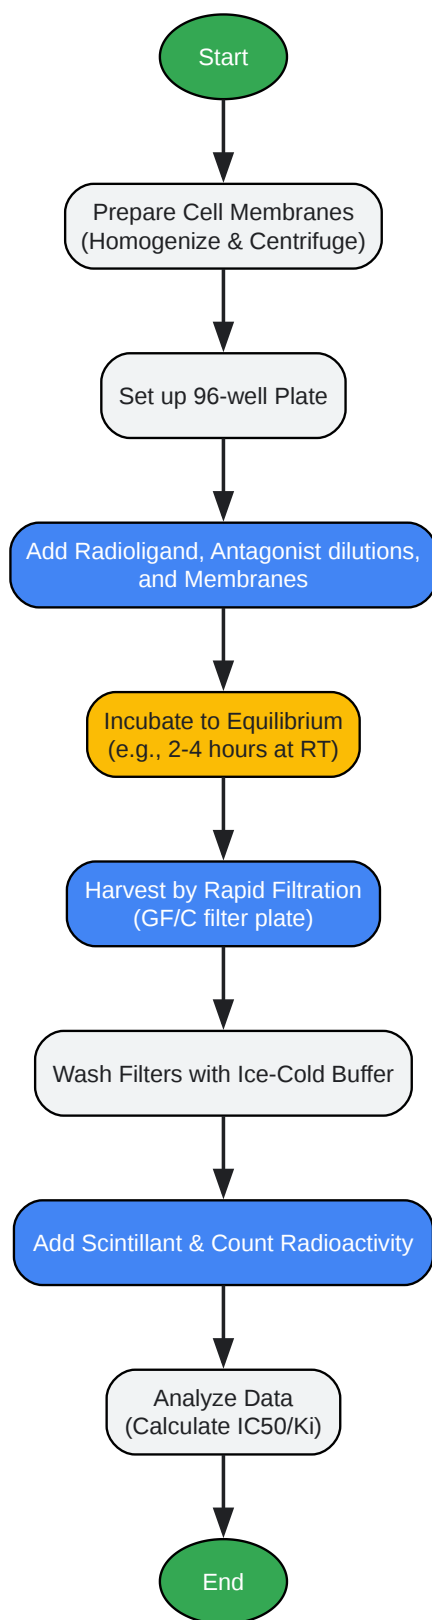 Start
Prepare Cell Membranes
(Homogenize & Centrifuge)
Set up 96-well Plate
Add Radioligand, Antagonist dilutions,
and Membranes
Incubate to Equilibrium
(e.g., 2-4 hours at RT)
Harvest by Rapid Filtration
(GF/C filter plate)
Wash Filters with Ice-Cold Buffer
Add Scintillant & Count Radioactivity
Analyze Data
(Calculate IC50/Ki)
End